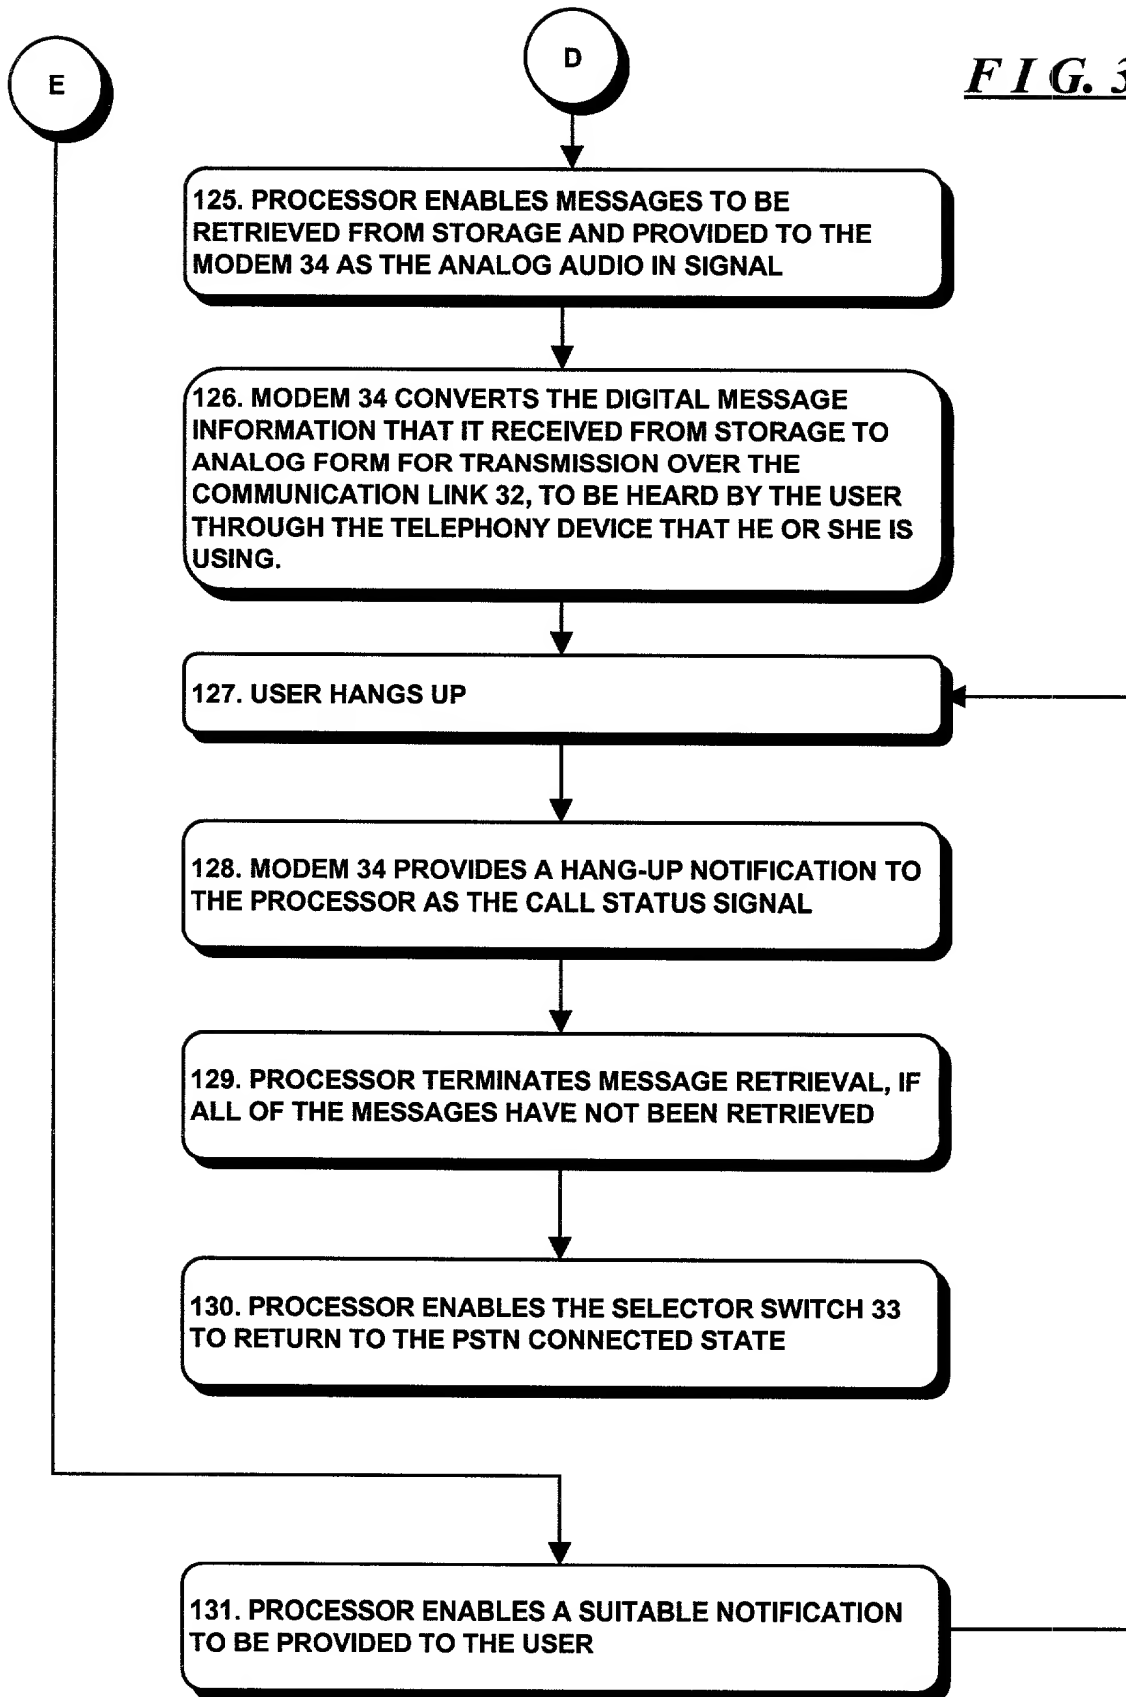 E
D
FIG. 3
125. PROCESSOR ENABLES MESSAGES TO BE
RETRIEVED FROM STORAGE AND PROVIDED TO THE
MODEM 34 AS THE ANALOG AUDIO IN SIGNAL
126. MODEM 34 CONVERTS THE DIGITAL MESSAGE
INFORMATION THAT IT RECEIVED FROM STORAGE TO
ANALOG FORM FOR TRANSMISSION OVER THE
COMMUNICATION LINK 32, TO BE HEARD BY THE USER
THROUGH THE TELEPHONY DEVICE THAT HE OR SHE IS
USING.
127. USER HANGS UP
128. MODEM 34 PROVIDES A HANG-UP NOTIFICATION TO
THE PROCESSOR AS THE CALL STATUS SIGNAL
129. PROCESSOR TERMINATES MESSAGE RETRIEVAL, IF
ALL OF THE MESSAGES HAVE NOT BEEN RETRIEVED
130. PROCESSOR ENABLES THE SELECTOR SWITCH 33
TO RETURN TO THE PSTN CONNECTED STATE
131. PROCESSOR ENABLES A SUITABLE NOTIFICATION
TO BE PROVIDED TO THE USER